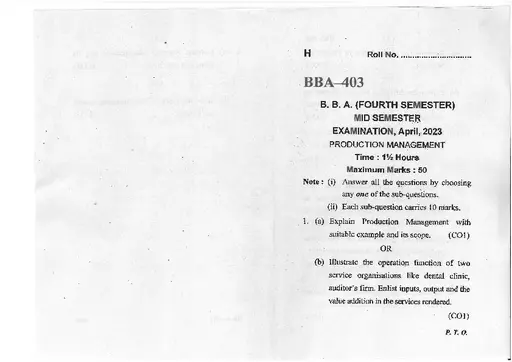 H Roll No. ..............................
BBA–403
B. B. A. (FOURTH SEMESTER)
MID SEMESTER
EXAMINATION, April, 2023
PRODUCTION MANAGEMENT
Time : 1½ Hours
Maximum Marks : 50
Note : (i) Answer all the questions by choosing
any one of the sub-questions.
(ii) Each sub-question carries 10 marks.
1. (a) Explain Production Management with
suitable example and its scope. (CO1)
OR
(b) Illustrate the operation function of two
service organisations like dental clinic,
auditor's firm. Enlist inputs, output and the
value addition in the services rendered.
(CO1)
P. T. O.